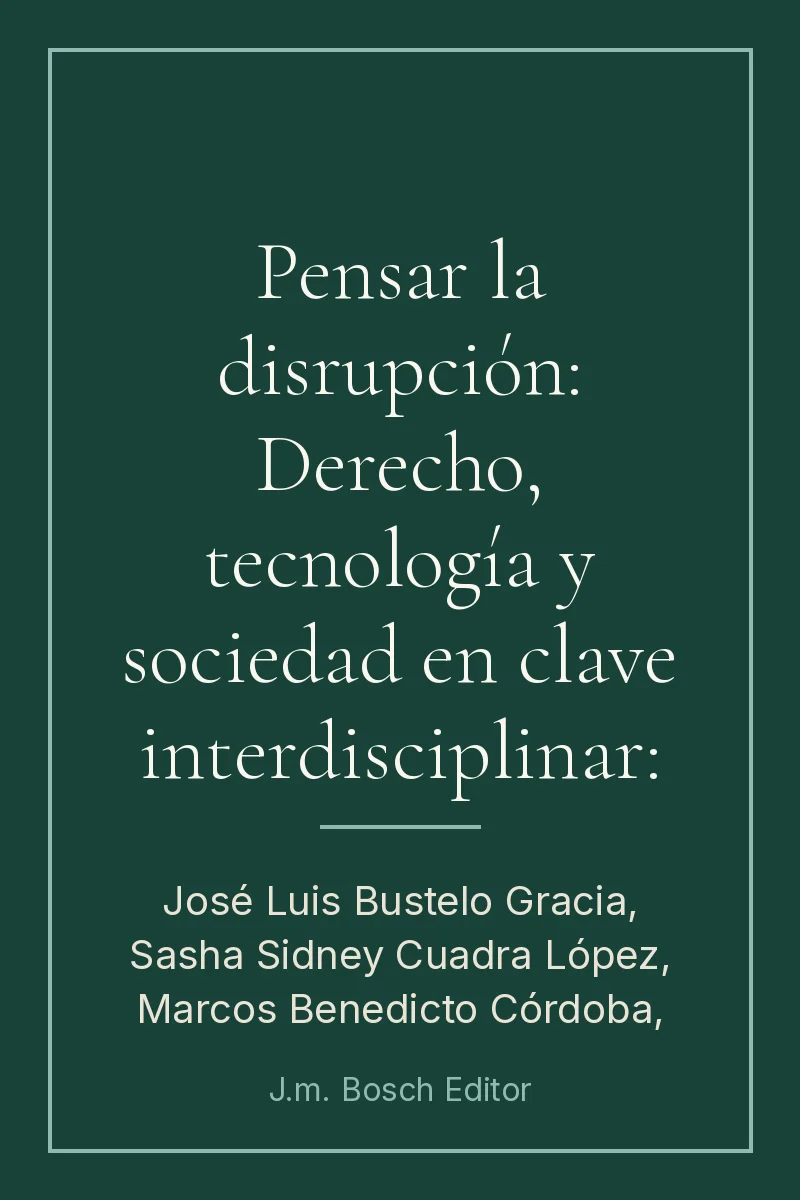 Pensar la
disrupción:
Derecho,
tecnología y
sociedad en clave
interdisciplinar:
José Luis Bustelo Gracia,
Sasha Sidney Cuadra López,
Marcos Benedicto Córdoba,
J.m. Bosch Editor